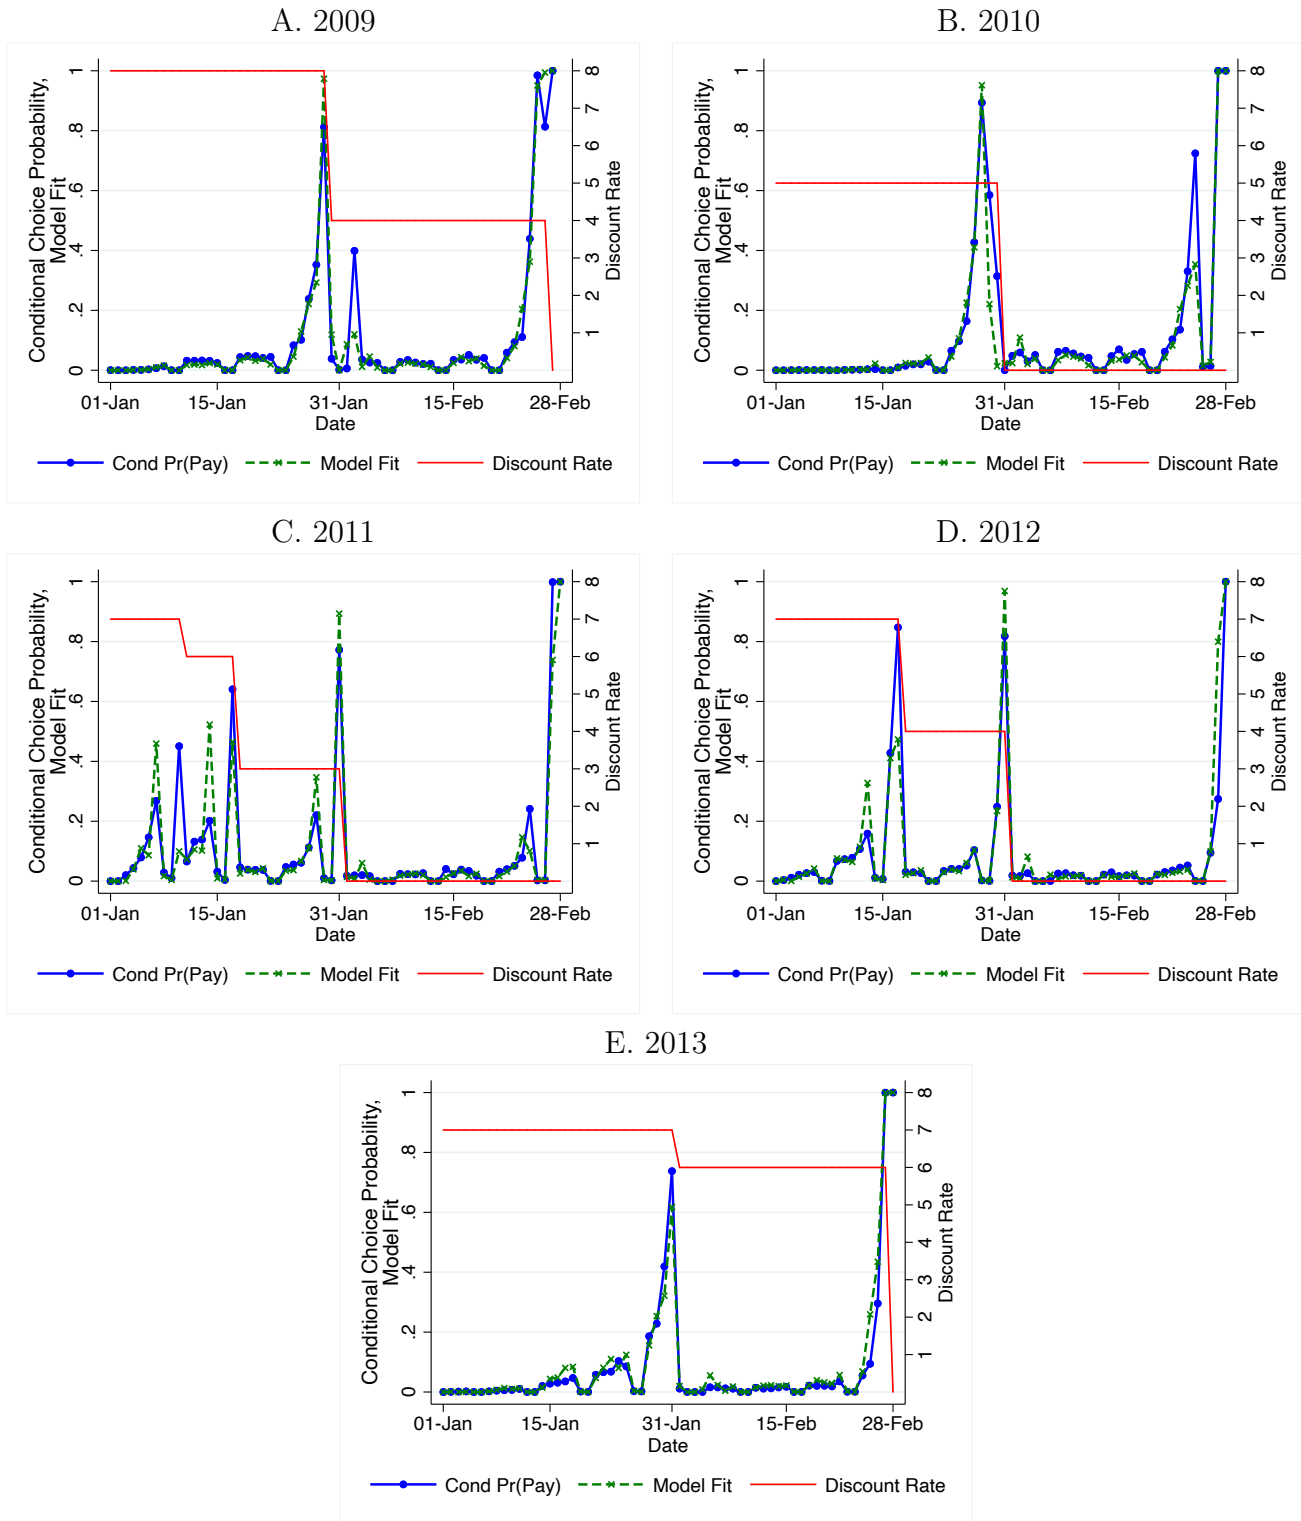 A. 2009
Conditional Choice Probability,
Model Fit
0 .2 .4 .6 .8 1
1 2 3 4 5 6 7 8
Discount Rate
01-Jan 15-Jan 31-Jan 15-Feb 28-Feb
Date
Cond Pr(Pay) Model Fit Discount Rate
B. 2010
Conditional Choice Probability,
Model Fit
0 .2 .4 .6 .8 1
1 2 3 4 5 6 7 8
Discount Rate
01-Jan 15-Jan 31-Jan 15-Feb 28-Feb
Date
Cond Pr(Pay) Model Fit Discount Rate
C. 2011
Conditional Choice Probability,
Model Fit
0 .2 .4 .6 .8 1
1 2 3 4 5 6 7 8
Discount Rate
01-Jan 15-Jan 31-Jan 15-Feb 28-Feb
Date
Cond Pr(Pay) Model Fit Discount Rate
D. 2012
Conditional Choice Probability,
Model Fit
0 .2 .4 .6 .8 1
1 2 3 4 5 6 7 8
Discount Rate
01-Jan 15-Jan 31-Jan 15-Feb 28-Feb
Date
Cond Pr(Pay) Model Fit Discount Rate
E. 2013
Conditional Choice Probability,
Model Fit
0 .2 .4 .6 .8 1
1 2 3 4 5 6 7 8
Discount Rate
01-Jan 15-Jan 31-Jan 15-Feb 28-Feb
Date
Cond Pr(Pay) Model Fit Discount Rate